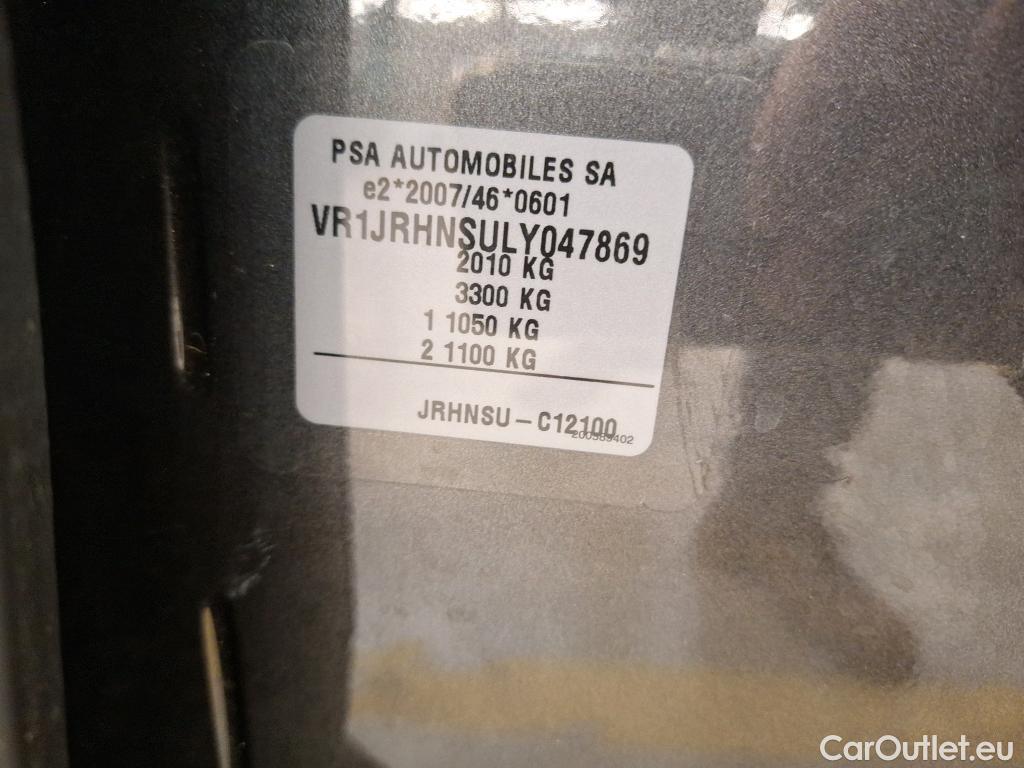 PSA AUTOMOBILES SA
e2*2007/46*0601
VR1JRHNSULY047869
2010 KG
3300 KG
1 1050 KG
2 1100 KG
JRHNSU-C12100
CarOutlet.eu